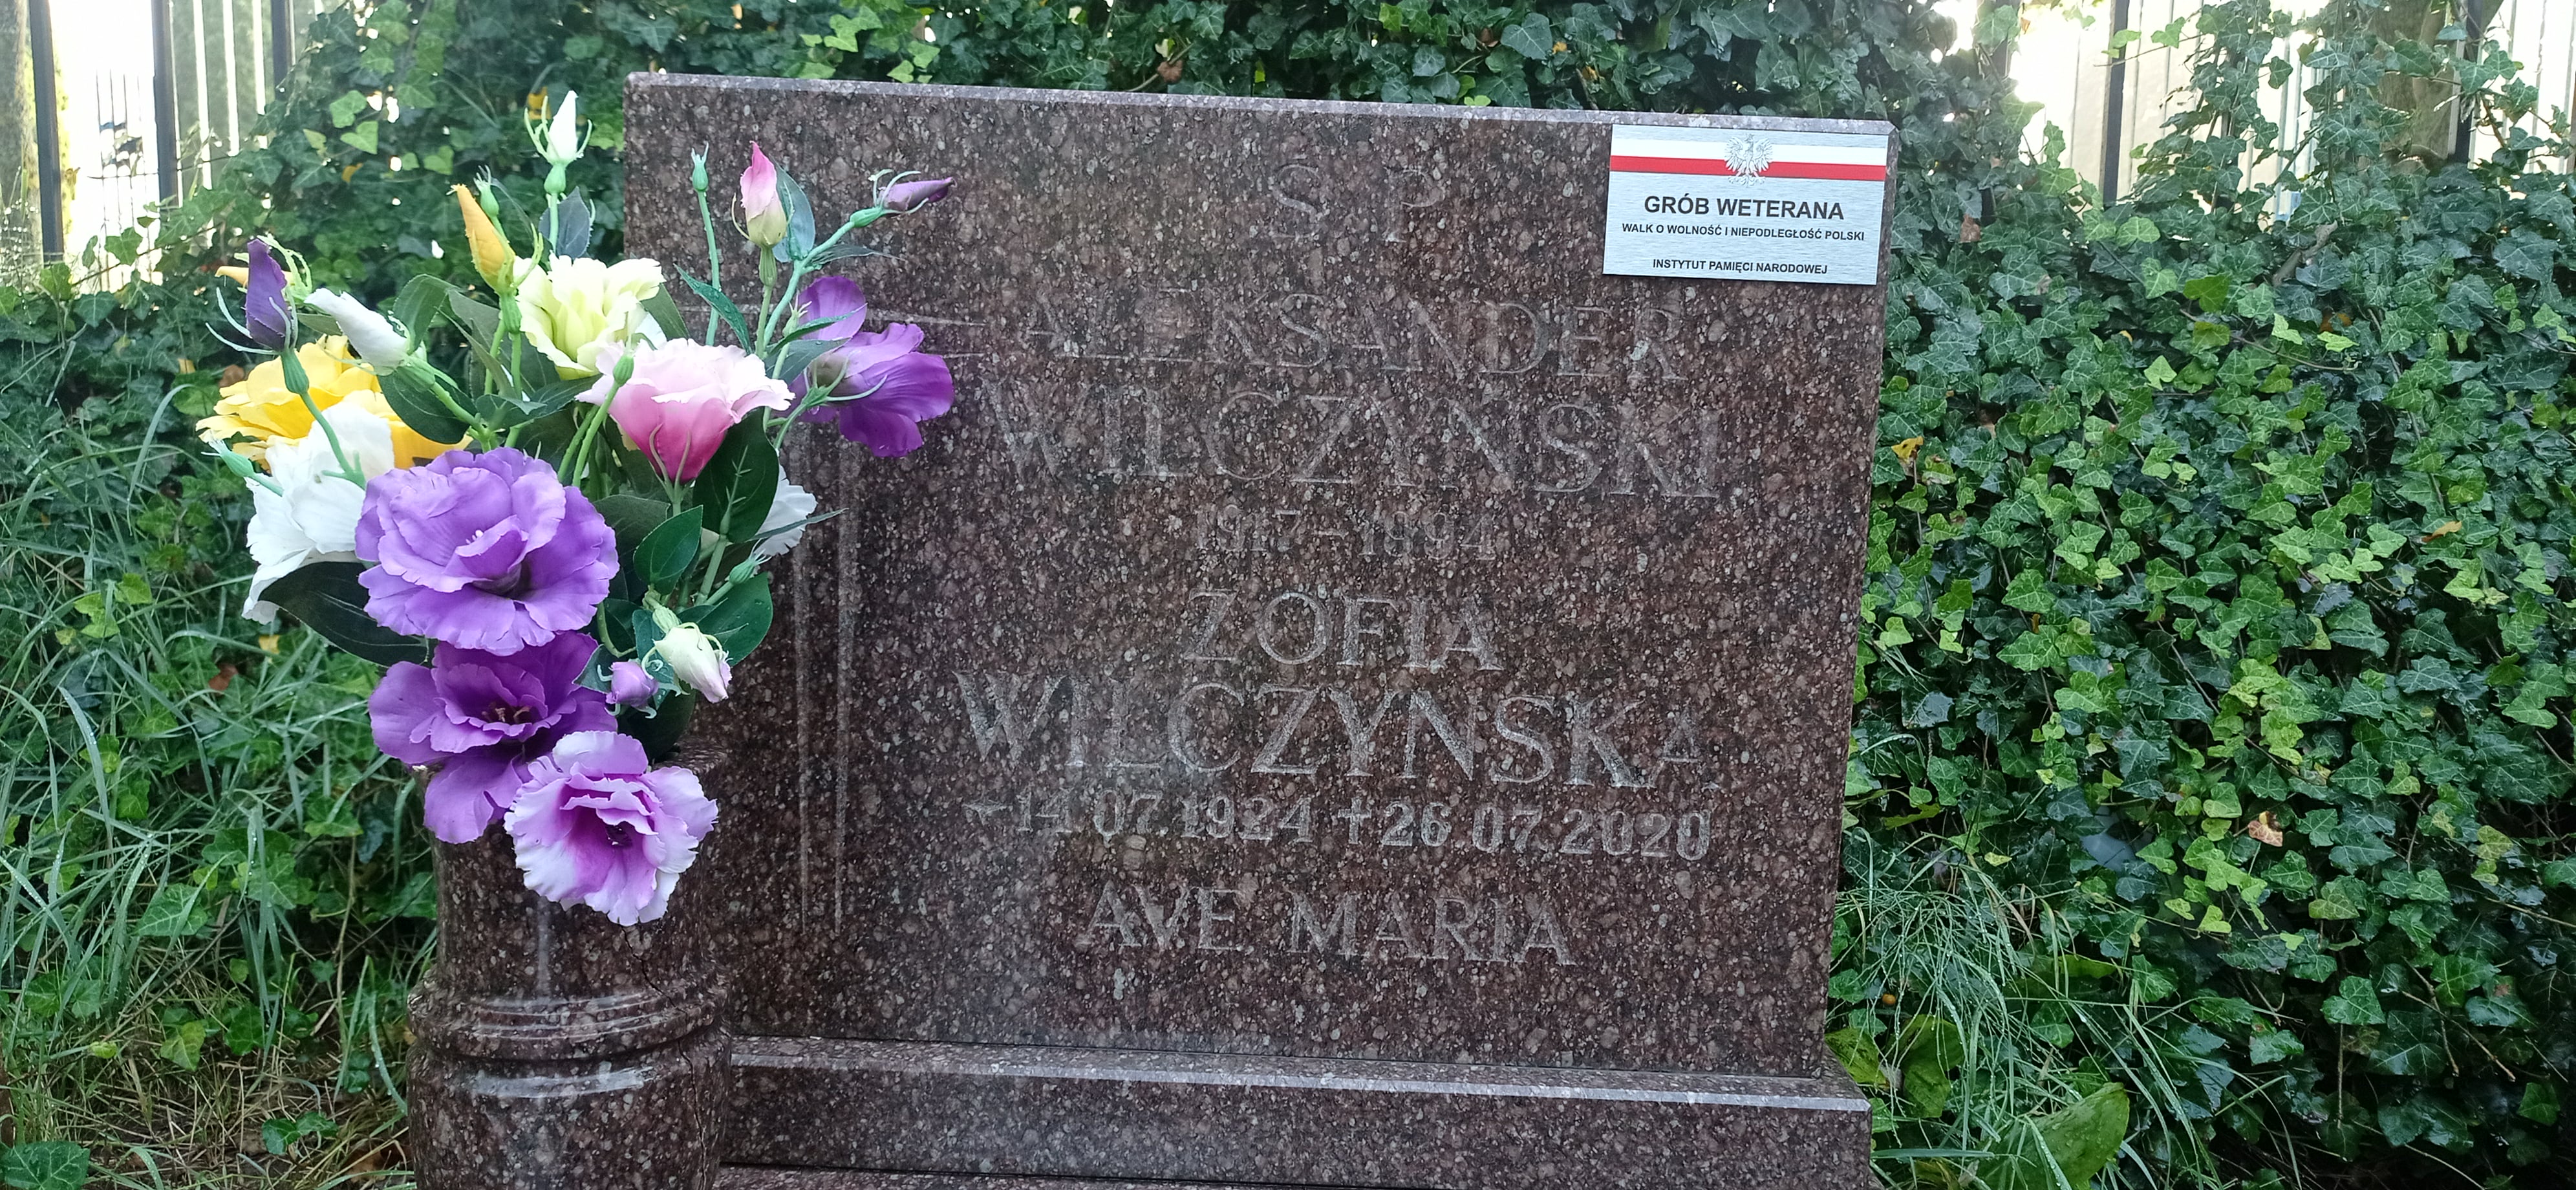 Ś P
ALEKSANDER
WILCZYŃSKI
1917 - 1994
ZOFIA
WILCZYŃSKA
*14.07.1924 ✝26.07.2020
AVE MARIA
GRÓB WETERANA
WALK O WOLNOŚĆ I NIEPODLEGŁOŚĆ POLSKI
INSTYTUT PAMIĘCI NARODOWEJ